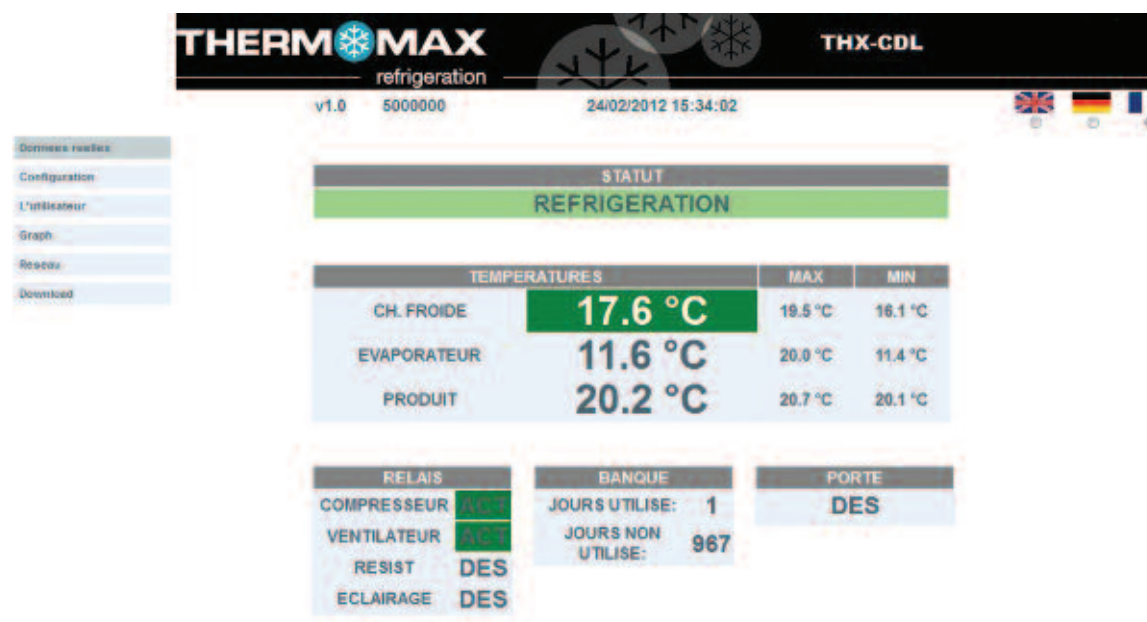 THERM MAX
refrigeration
THX-CDL
v1.0 5000000 24/02/2012 15:34:02
Donnees reelles
Configuration
L'utilisateur
Graph
Reseau
Download
STATUT
REFRIGERATION
TEMPERATURES MAX MIN
CH. FROIDE 17.6 °C 19.5 °C 16.1 °C
EVAPORATEUR 11.6 °C 20.0 °C 11.4 °C
PRODUIT 20.2 °C 20.7 °C 20.1 °C
RELAIS
COMPRESSEUR ACT
VENTILATEUR ACT
RESIST DES
ECLAIRAGE DES
BANQUE
JOURS UTILISE: 1
JOURS NON
UTILISE: 967
PORTE
DES